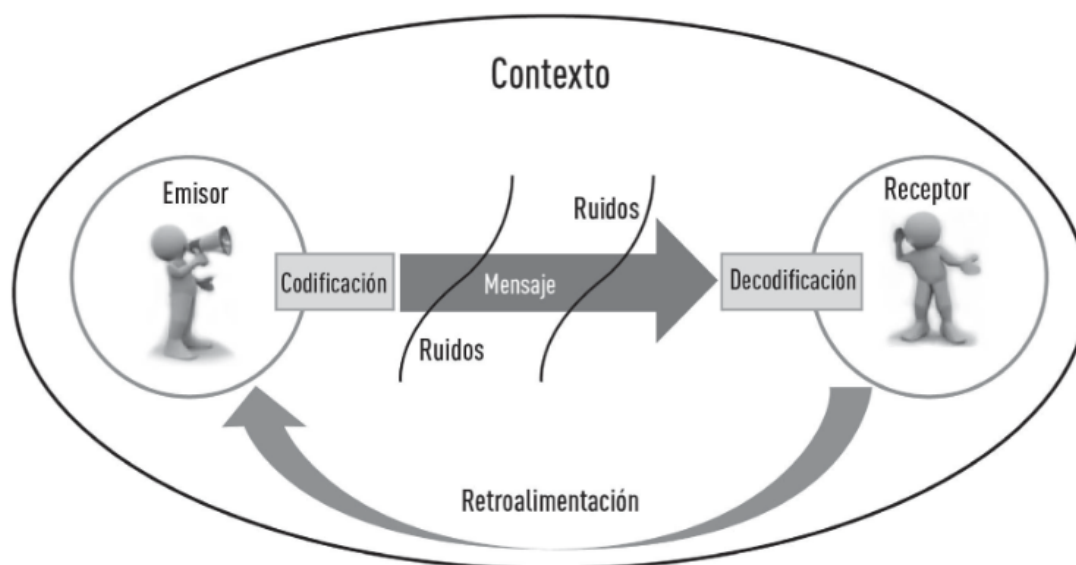 Contexto
Emisor
Receptor
Ruidos
Codificación
Mensaje
Decodificación
Ruidos
Retroalimentación